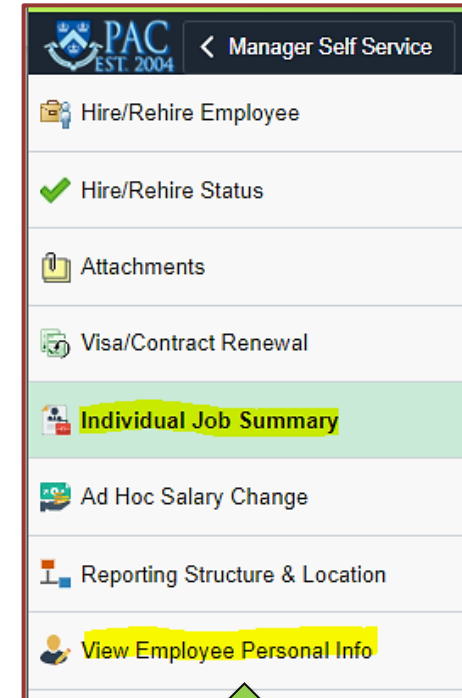 PAC
EST. 2004
Manager Self Service
Hire/Rehire Employee
Hire/Rehire Status
Attachments
Visa/Contract Renewal
Individual Job Summary
Ad Hoc Salary Change
Reporting Structure & Location
View Employee Personal Info